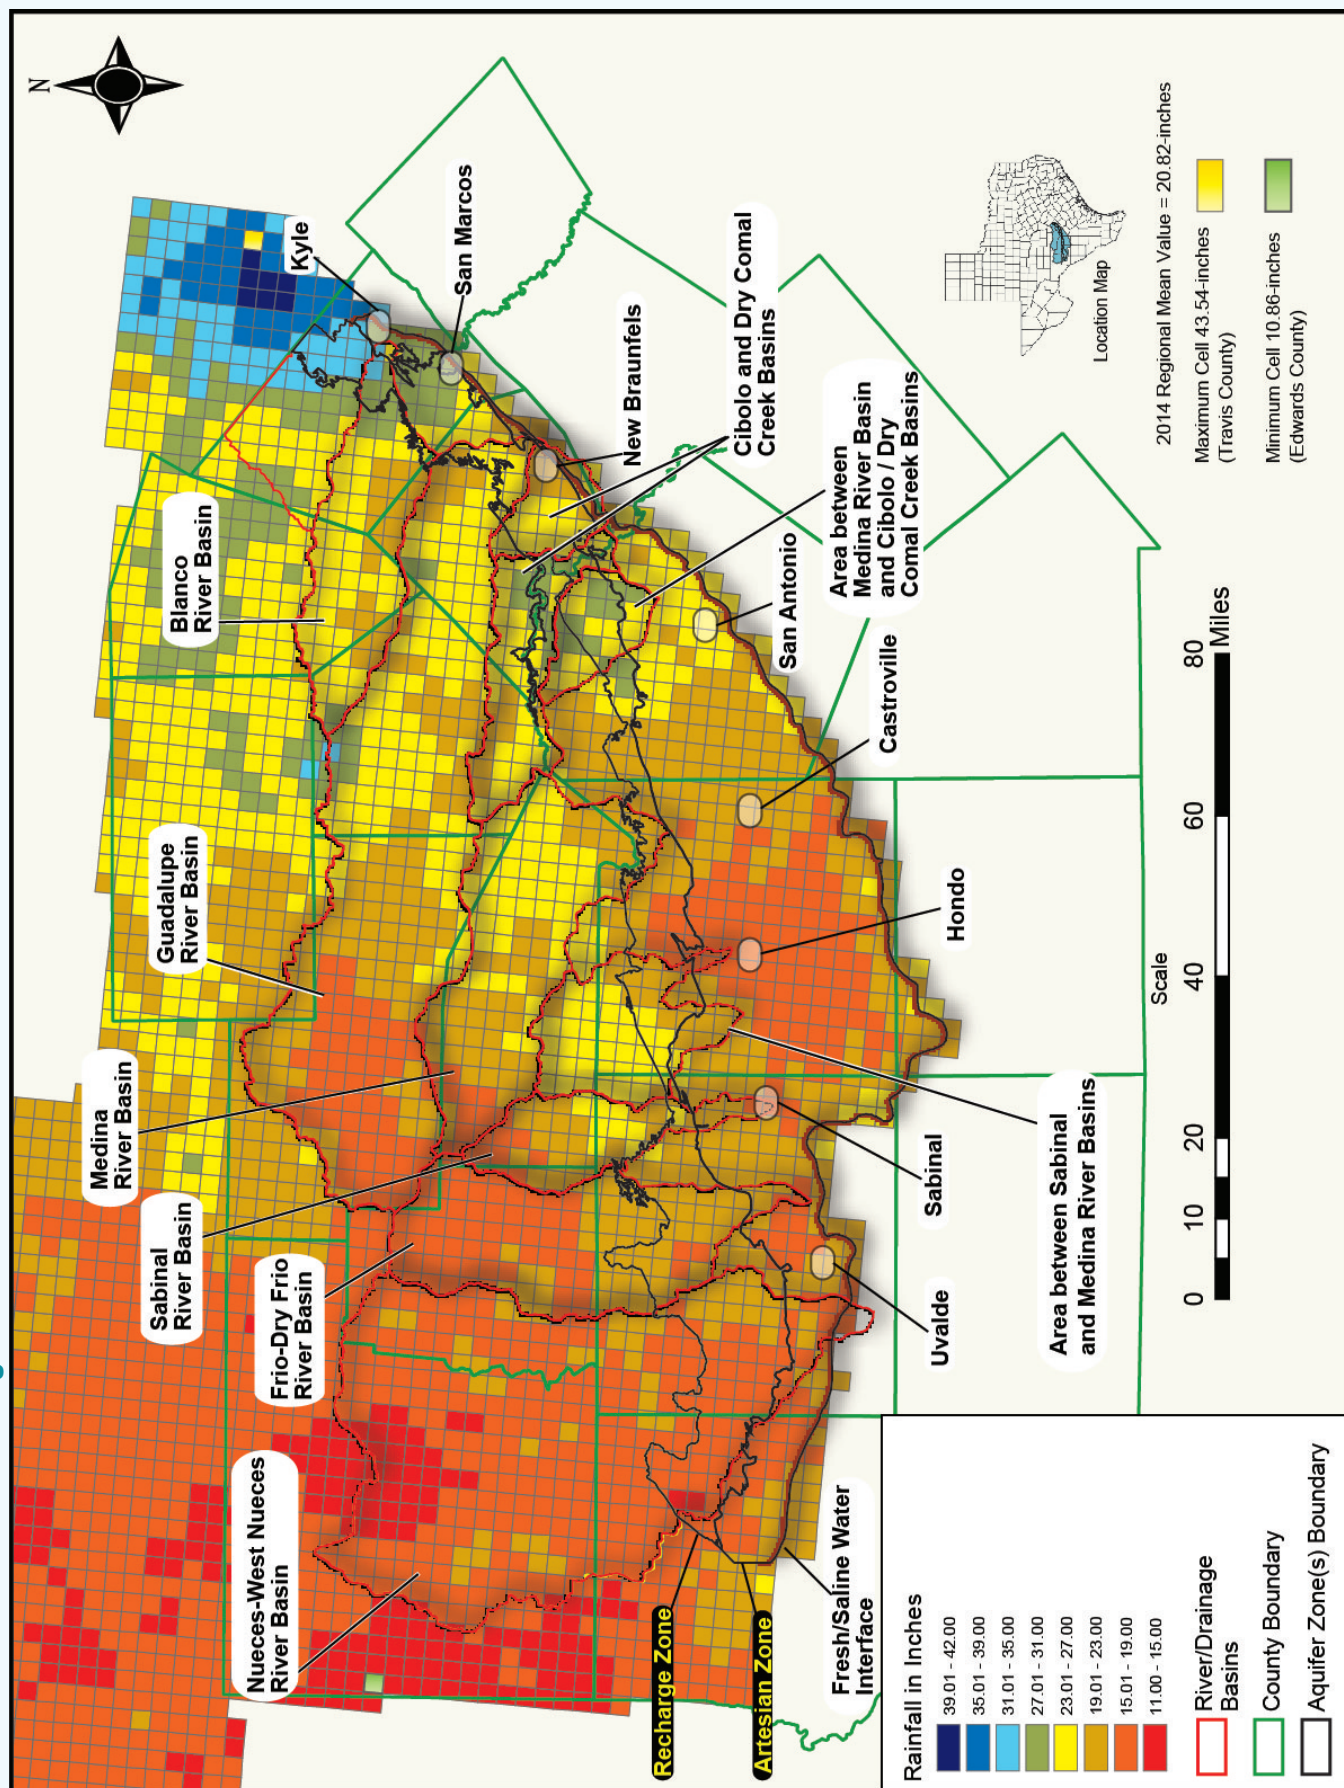 N
Kyle
San Marcos
New Braunfels
Cibolo and Dry Comal
Creek Basins
Area between
Medina River Basin
and Cibolo / Dry
Comal Creek Basins
San Antonio
Castroville
Hondo
Area between Sabinal
and Medina River Basins
Sabinal
Uvalde
Blanco
River Basin
Guadalupe
River Basin
Medina
River Basin
Sabinal
River Basin
Frio-Dry Frio
River Basin
Nueces-West Nueces
River Basin
Recharge Zone
Artesian Zone
Fresh/Saline Water
Interface
Location Map
2014 Regional Mean Value = 20.82-inches
Maximum Cell 43.54-inches
(Travis County)
Minimum Cell 10.86-inches
(Edwards County)
Scale
0 10 20 40 60 80
Miles
Rainfall in Inches
39.01 - 42.00
35.01 - 39.00
31.01 - 35.00
27.01 - 31.00
23.01 - 27.00
19.01 - 23.00
15.01 - 19.00
11.00 - 15.00
River/Drainage
Basins
County Boundary
Aquifer Zone(s) Boundary